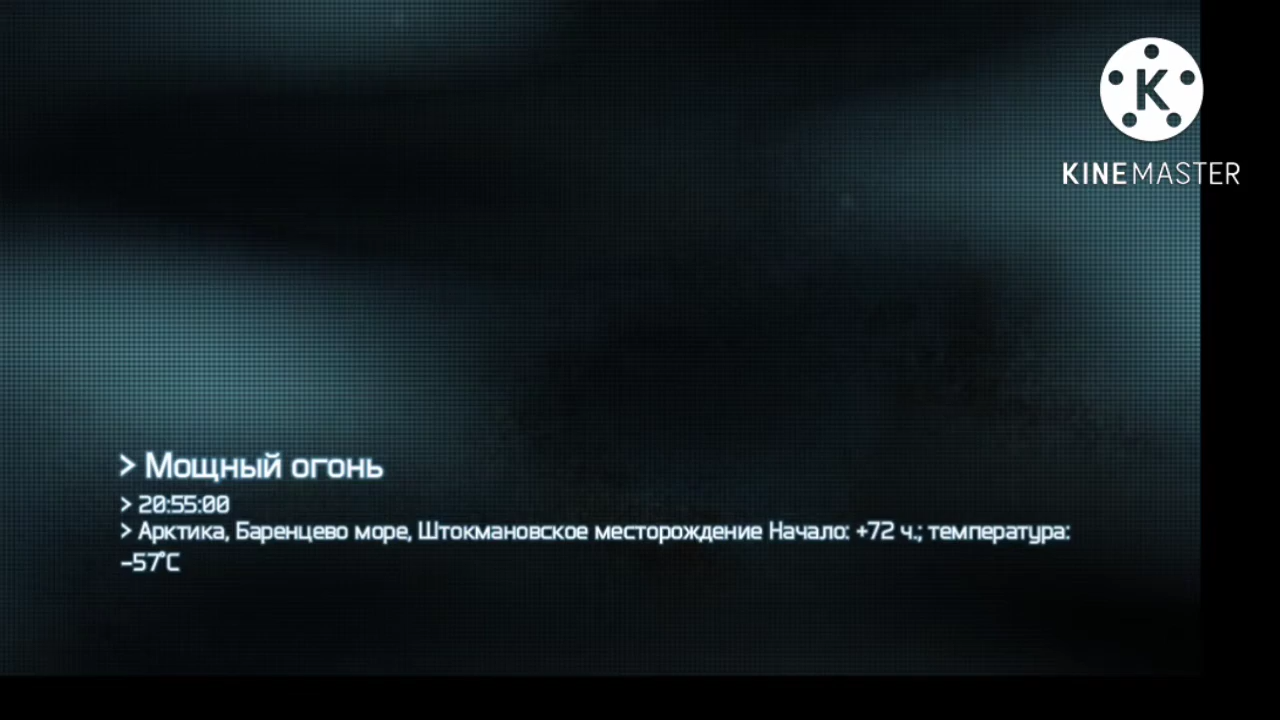 K
KINEMASTER
> Мощный огонь
> 20:55:00
> Арктика, Баренцево море, Штокмановское месторождение Начало: +72 ч.; температура:
-57°C